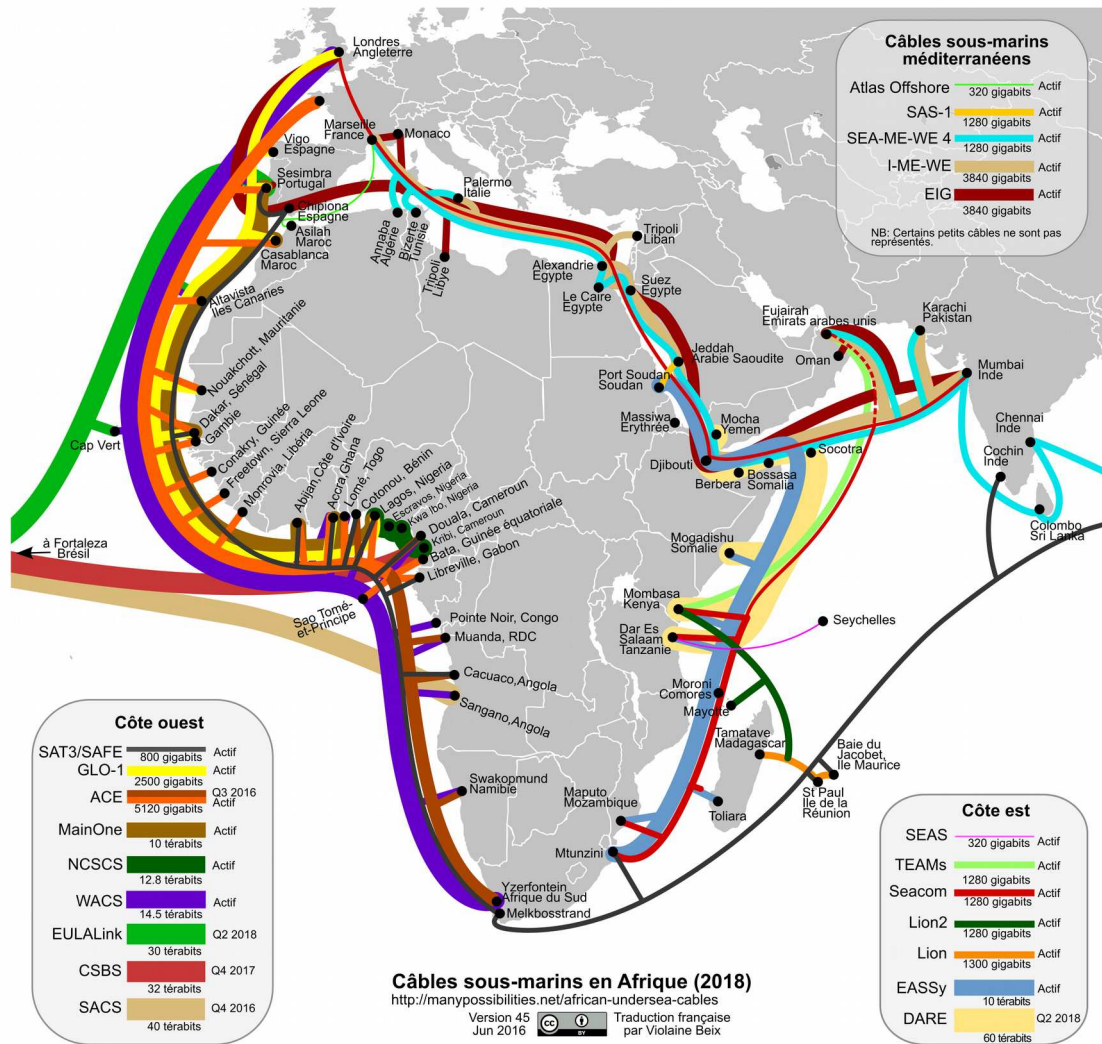 Londres
Angleterre
Marseille
France
Monaco
Vigo
Espagne
Sesimbra
Portugal
Chipiona
Espagne
Asilah
Maroc
Casablanca
Maroc
Palermo
Italie
Annaba
Algérie
Bizerte
Tunisie
Tripoli
Libye
Tripoli
Liban
Alexandrie
Egypte
Le Caire
Egypte
Suez
Egypte
Altavista
Iles Canaries
Nouakchott, Mauritanie
Dakar, Sénégal
Gambie
Cap Vert
Conakry, Guinée
Freetown, Sierra Leone
Monrovia, Libéria
Abijan,Côte d'Ivoire
Accra,Ghana
Lomé, Togo
Cotonou, Bénin
Lagos, Nigeria
Escravos, Nigeria
Kwa Ibo, Nigeria
Douala, Cameroun
Kribi, Cameroun
Bata, Guinée équatoriale
Libreville, Gabon
à Fortaleza
Brésil
Sao Tomé-
et-Principe
Pointe Noir, Congo
Muanda, RDC
Cacuaco,Angola
Sangano,Angola
Swakopmund
Namibie
Yzerfontein
Afrique du Sud
Melkbosstrand
Jeddah
Arabie Saoudite
Port Soudan
Soudan
Massiwa
Erythrée
Mocha
Yemen
Djibouti
Berbera
Bossasa
Somalia
Socotra
Fujairah
Emirats arabes unis
Oman
Karachi
Pakistan
Mumbai
Inde
Chennai
Inde
Cochin
Inde
Colombo
Sri Lanka
Mogadishu
Somalie
Mombasa
Kenya
Dar Es
Salaam
Tanzanie
Seychelles
Moroni
Comores
Mayotte
Tamatave
Madagascar
Baie du
Jacobet,
Ile Maurice
St Paul
Ile de la
Réunion
Maputo
Mozambique
Toliara
Mtunzini
Câbles sous-marins
méditerranéens
Atlas Offshore 320 gigabits Actif
SAS-1 1280 gigabits Actif
SEA-ME-WE 4 1280 gigabits Actif
I-ME-WE 3840 gigabits Actif
EIG 3840 gigabits Actif
NB: Certains petits câbles ne sont pas
représentés.
Côte ouest
SAT3/SAFE 800 gigabits Actif
GLO-1 2500 gigabits Actif
ACE 5120 gigabits Q3 2016 Actif
MainOne 10 térabits Actif
NCSCS 12.8 térabits Actif
WACS 14.5 térabits Actif
EULALink 30 térabits Q2 2018
CSBS 32 térabits Q4 2017
SACS 40 térabits Q4 2016
Côte est
SEAS 320 gigabits Actif
TEAMs 1280 gigabits Actif
Seacom 1280 gigabits Actif
Lion2 1280 gigabits Actif
Lion 1300 gigabits Actif
EASSy 10 térabits Actif
DARE 60 térabits Q2 2018
Câbles sous-marins en Afrique (2018)
http://manypossibilities.net/african-undersea-cables
Version 45
Jun 2016
cc BY
Traduction française
par Violaine Beix